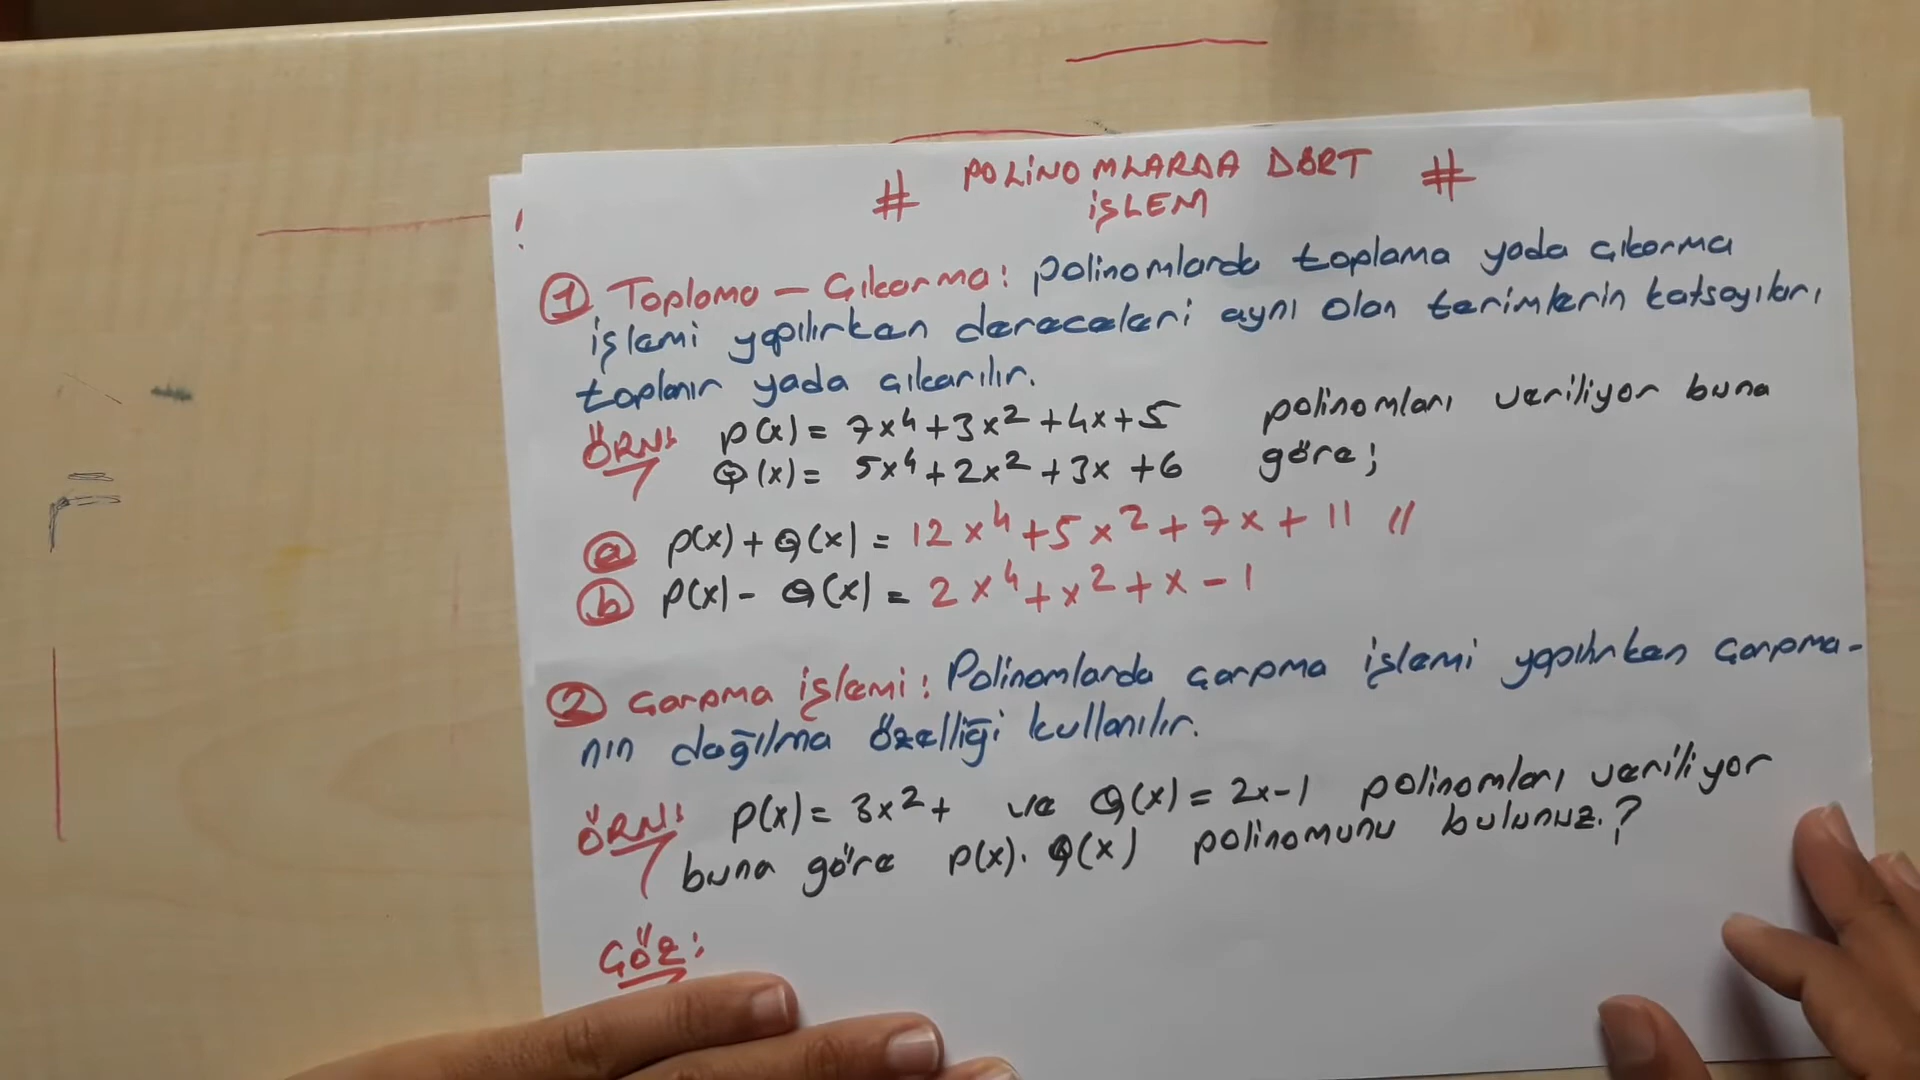 # POLİNOMLARDA DÖRT #
İŞLEM
① Toplama – Çıkarma: polinomlarda toplama yada çıkarma
işlemi yapılırken dereceleri aynı olan terimlerin katsayıları
toplanır yada çıkarılır.
ÖRN: P(x) = 7x⁴+3x²+4x+5 polinomları veriliyor buna
Q(x) = 5x⁴+2x²+3x+6 göre;
ⓐ P(x)+Q(x) = 12x⁴+5x²+7x+11 //
ⓑ P(x)- Q(x) = 2x⁴+x²+x-1
② Çarpma işlemi: Polinomlarda çarpma işlemi yapılırken çarpma-
nın dağılma özelliği kullanılır.
ÖRN: P(x) = 3x²+ ve Q(x) = 2x-1 polinomları veriliyor
buna göre P(x).Q(x) polinomunu bulunuz.?
ÇÖZ: